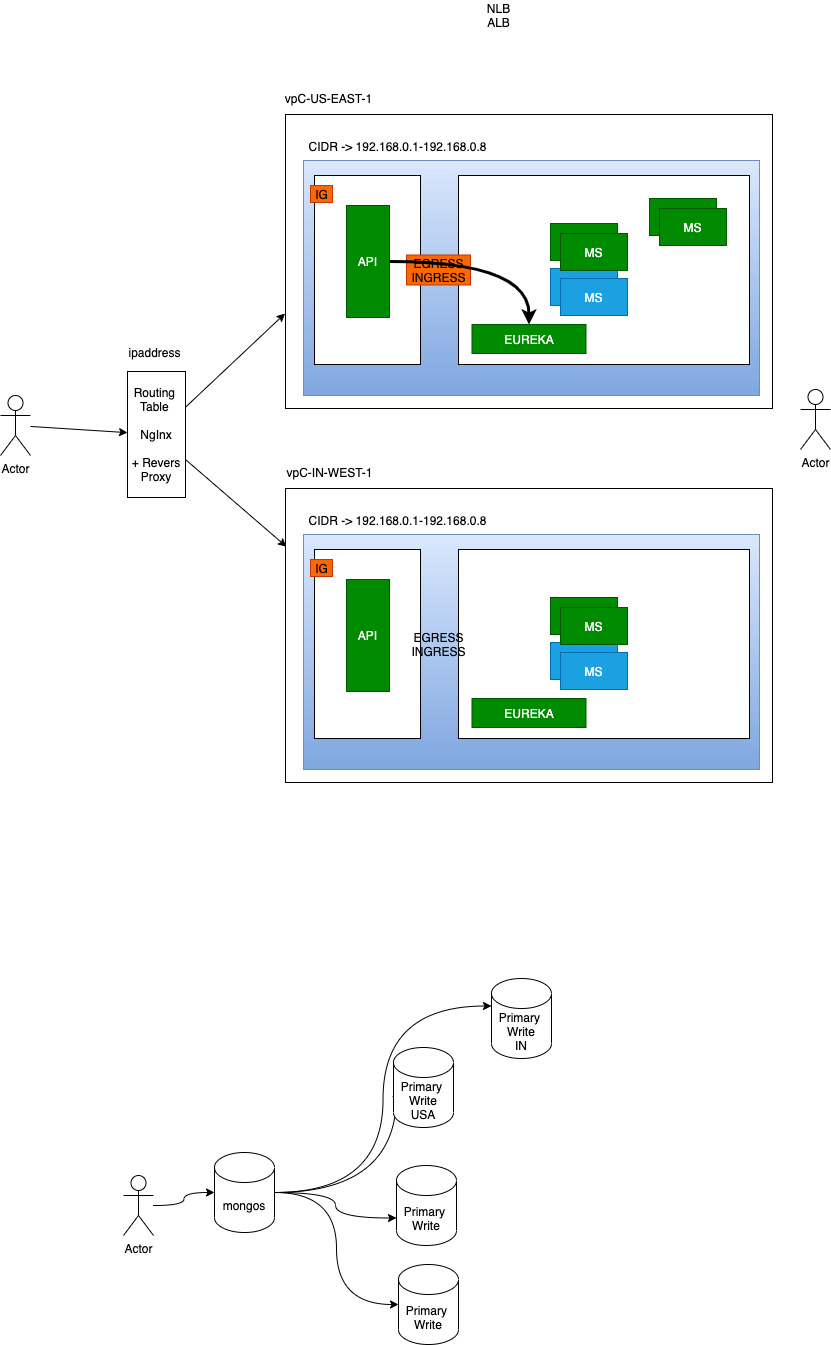 NLB
ALB
vpC-US-EAST-1
CIDR -> 192.168.0.1-192.168.0.8
IG
API
EGRESS
INGRESS
MS
MS
MS
EUREKA
ipaddress
Routing
Table
NgInx
+ Revers
Proxy
Actor
Actor
vpC-IN-WEST-1
CIDR -> 192.168.0.1-192.168.0.8
IG
API
EGRESS
INGRESS
MS
MS
EUREKA
Primary
Write
IN
Primary
Write
USA
mongos
Actor
Primary
Write
Primary
Write